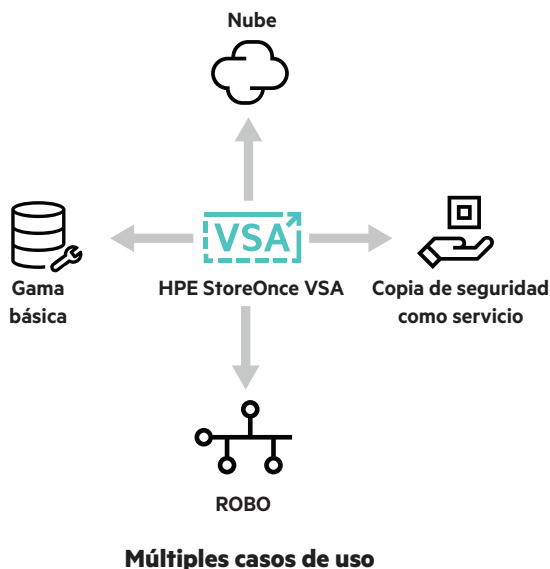 Nube
VSA
Gama
básica
HPE StoreOnce VSA
Copia de seguridad
como servicio
ROBO
Múltiples casos de uso